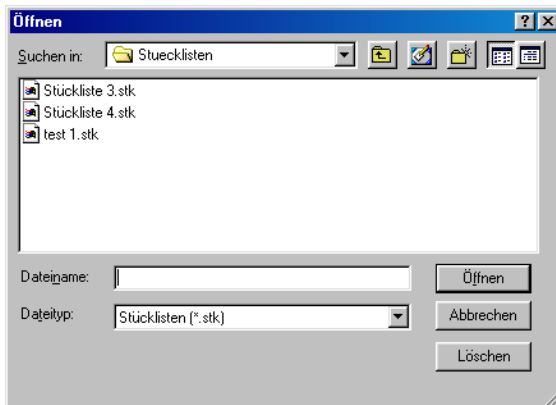 Öffnen
Suchen in: Stuecklisten
Stückliste 3.stk
Stückliste 4.stk
test 1.stk
Dateiname: Öffnen
Dateityp: Stücklisten (*.stk) Abbrechen
Löschen